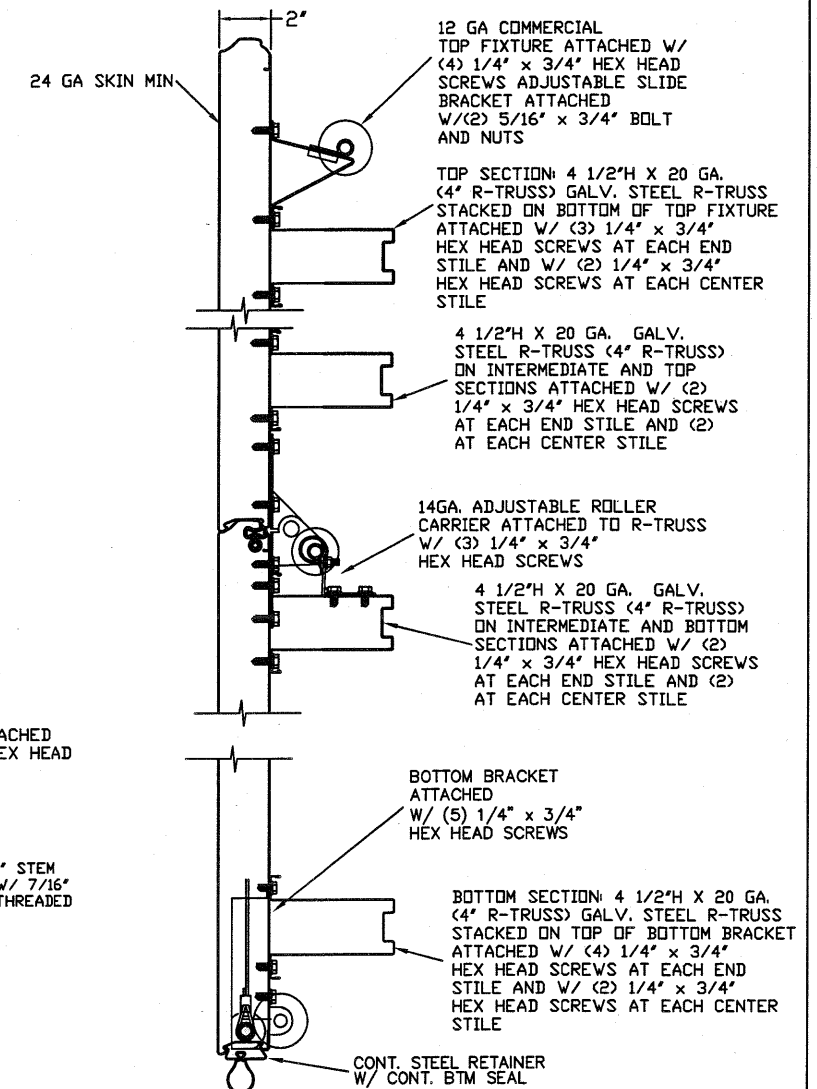 2"
24 GA SKIN MIN
12 GA COMMERCIAL
TOP FIXTURE ATTACHED W/
(4) 1/4" x 3/4" HEX HEAD
SCREWS ADJUSTABLE SLIDE
BRACKET ATTACHED
W/(2) 5/16" x 3/4" BOLT
AND NUTS
TOP SECTION: 4 1/2"H X 20 GA.
(4" R-TRUSS) GALV. STEEL R-TRUSS
STACKED ON BOTTOM OF TOP FIXTURE
ATTACHED W/ (3) 1/4" x 3/4"
HEX HEAD SCREWS AT EACH END
STILE AND W/ (2) 1/4" x 3/4"
HEX HEAD SCREWS AT EACH CENTER
STILE
4 1/2"H X 20 GA. GALV.
STEEL R-TRUSS (4" R-TRUSS)
ON INTERMEDIATE AND TOP
SECTIONS ATTACHED W/ (2)
1/4" x 3/4" HEX HEAD SCREWS
AT EACH END STILE AND (2)
AT EACH CENTER STILE
14GA. ADJUSTABLE ROLLER
CARRIER ATTACHED TO R-TRUSS
W/ (3) 1/4" x 3/4"
HEX HEAD SCREWS
4 1/2"H X 20 GA. GALV.
STEEL R-TRUSS (4" R-TRUSS)
ON INTERMEDIATE AND BOTTOM
SECTIONS ATTACHED W/ (2)
1/4" x 3/4" HEX HEAD SCREWS
AT EACH END STILE AND (2)
AT EACH CENTER STILE
ACHED
EX HEAD
BOTTOM BRACKET
ATTACHED
W/ (5) 1/4" x 3/4"
HEX HEAD SCREWS
" STEM
W/ 7/16"
THREADED
BOTTOM SECTION: 4 1/2"H X 20 GA.
(4" R-TRUSS) GALV. STEEL R-TRUSS
STACKED ON TOP OF BOTTOM BRACKET
ATTACHED W/ (4) 1/4" x 3/4"
HEX HEAD SCREWS AT EACH END
STILE AND W/ (2) 1/4" x 3/4"
HEX HEAD SCREWS AT EACH CENTER
STILE
CONT. STEEL RETAINER
W/ CONT. BTM SEAL